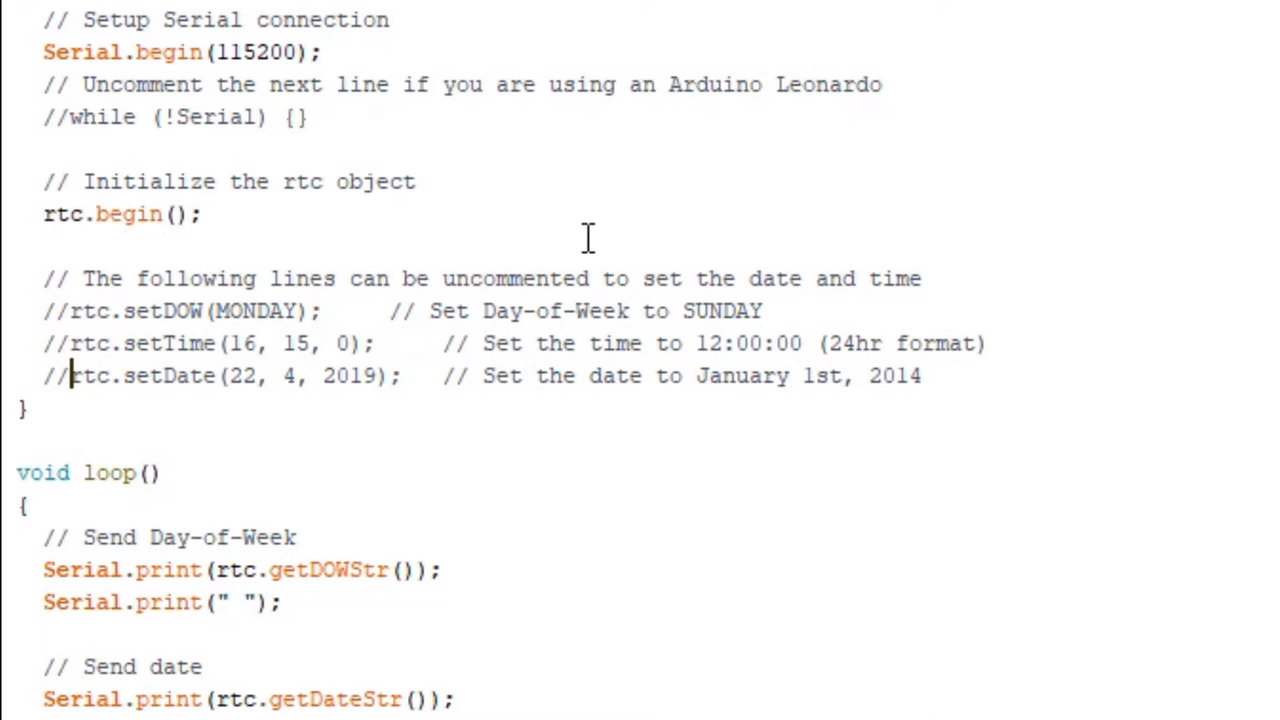 // Setup Serial connection
Serial.begin(115200);
// Uncomment the next line if you are using an Arduino Leonardo
//while (!Serial) {}
// Initialize the rtc object
rtc.begin();
// The following lines can be uncommented to set the date and time
//rtc.setDOW(MONDAY);     // Set Day-of-Week to SUNDAY
//rtc.setTime(16, 15, 0);     // Set the time to 12:00:00 (24hr format)
//rtc.setDate(22, 4, 2019);   // Set the date to January 1st, 2014
}
void loop()
{
// Send Day-of-Week
Serial.print(rtc.getDOWStr());
Serial.print(" ");
// Send date
Serial.print(rtc.getDateStr());